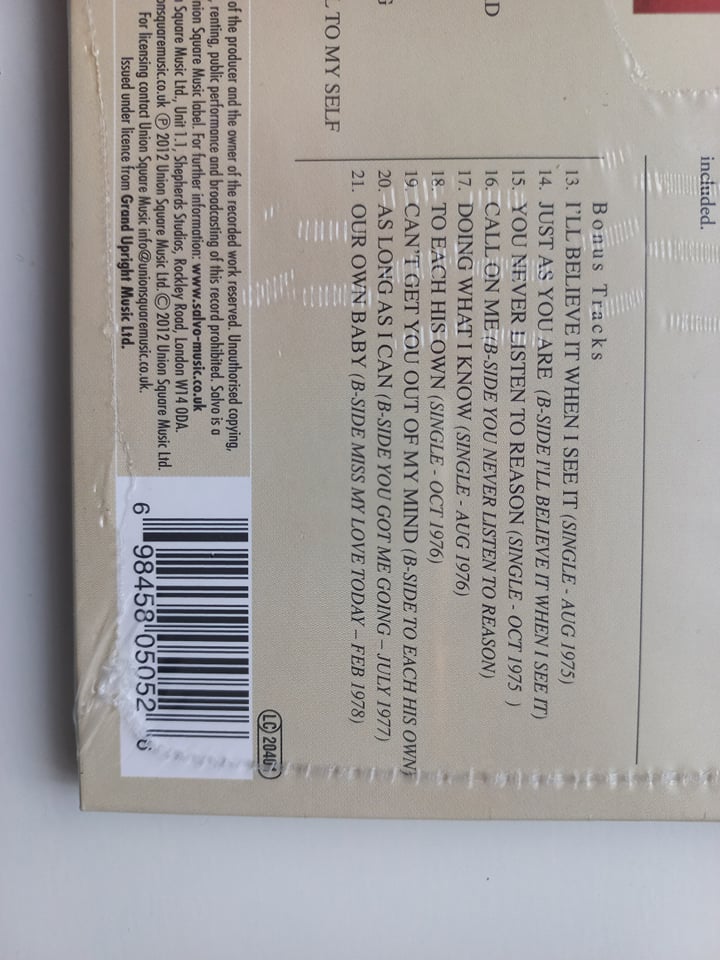 included.
Bonus Tracks
13. I'LL BELIEVE IT WHEN I SEE IT (SINGLE - AUG 1975)
14. JUST AS YOU ARE (B-SIDE I'LL BELIEVE IT WHEN I SEE IT)
15. YOU NEVER LISTEN TO REASON (SINGLE - OCT 1975 )
16. CALL ON ME (B-SIDE YOU NEVER LISTEN TO REASON)
17. DOING WHAT I KNOW (SINGLE - AUG 1976)
18. TO EACH HIS OWN (SINGLE - OCT 1976)
19. CAN'T GET YOU OUT OF MY MIND (B-SIDE TO EACH HIS OWN)
20. AS LONG AS I CAN (B-SIDE YOU GOT ME GOING – JULY 1977)
21. OUR OWN BABY (B-SIDE MISS MY LOVE TODAY – FEB 1978)
TO MY SELF
of the producer and the owner of the recorded work reserved. Unauthorised copying,
, renting, public performance and broadcasting of this record prohibited. Salvo is a
nion Square Music label. For further information: www.salvo-music.co.uk
Square Music Ltd., Unit 1.1, Shepherds Studios, Rockley Road, London W14 0DA.
onsquaremusic.co.uk ℗ 2012 Union Square Music Ltd. © 2012 Union Square Music Ltd.
For licensing contact Union Square Music info@unionsquaremusic.co.uk.
Issued under licence from Grand Upright Music Ltd.
LC 20461
6 98458 05052 6